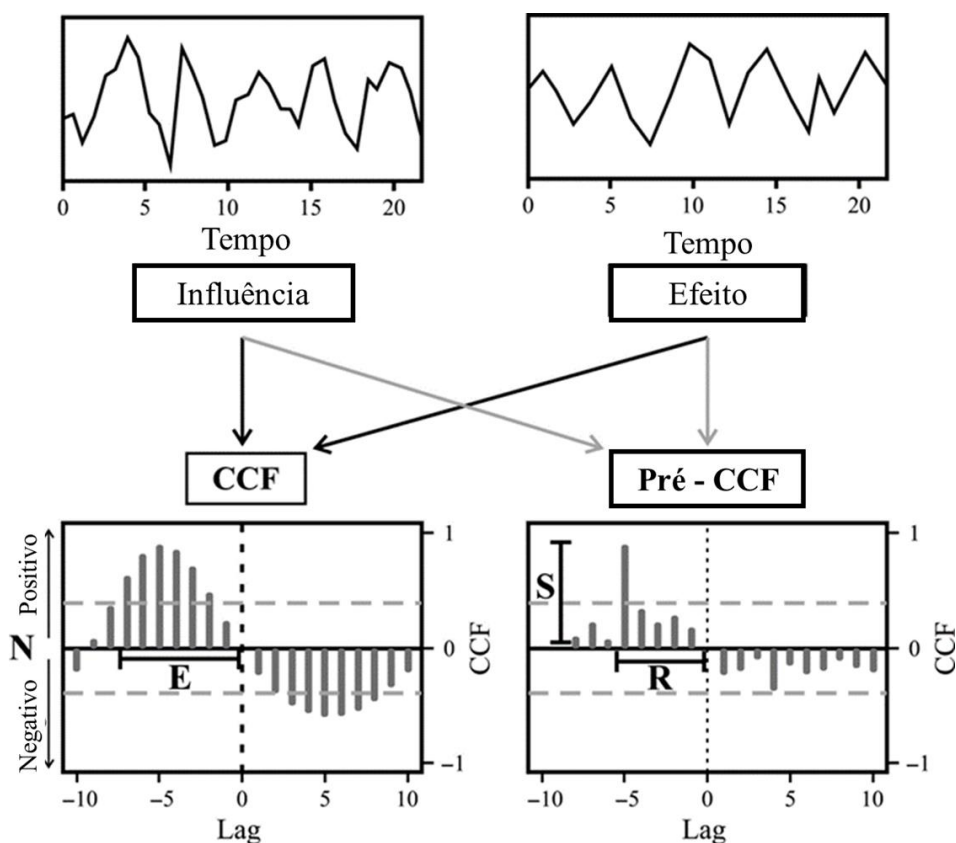 0 5 10 15 20
Tempo
0 5 10 15 20
Tempo
Influência
Efeito
CCF
Pré - CCF
Positivo
N
Negativo
E
1
0
−1
CCF
−10 −5 0 5 10
Lag
S
R
1
0
−1
CCF
−10 −5 0 5 10
Lag